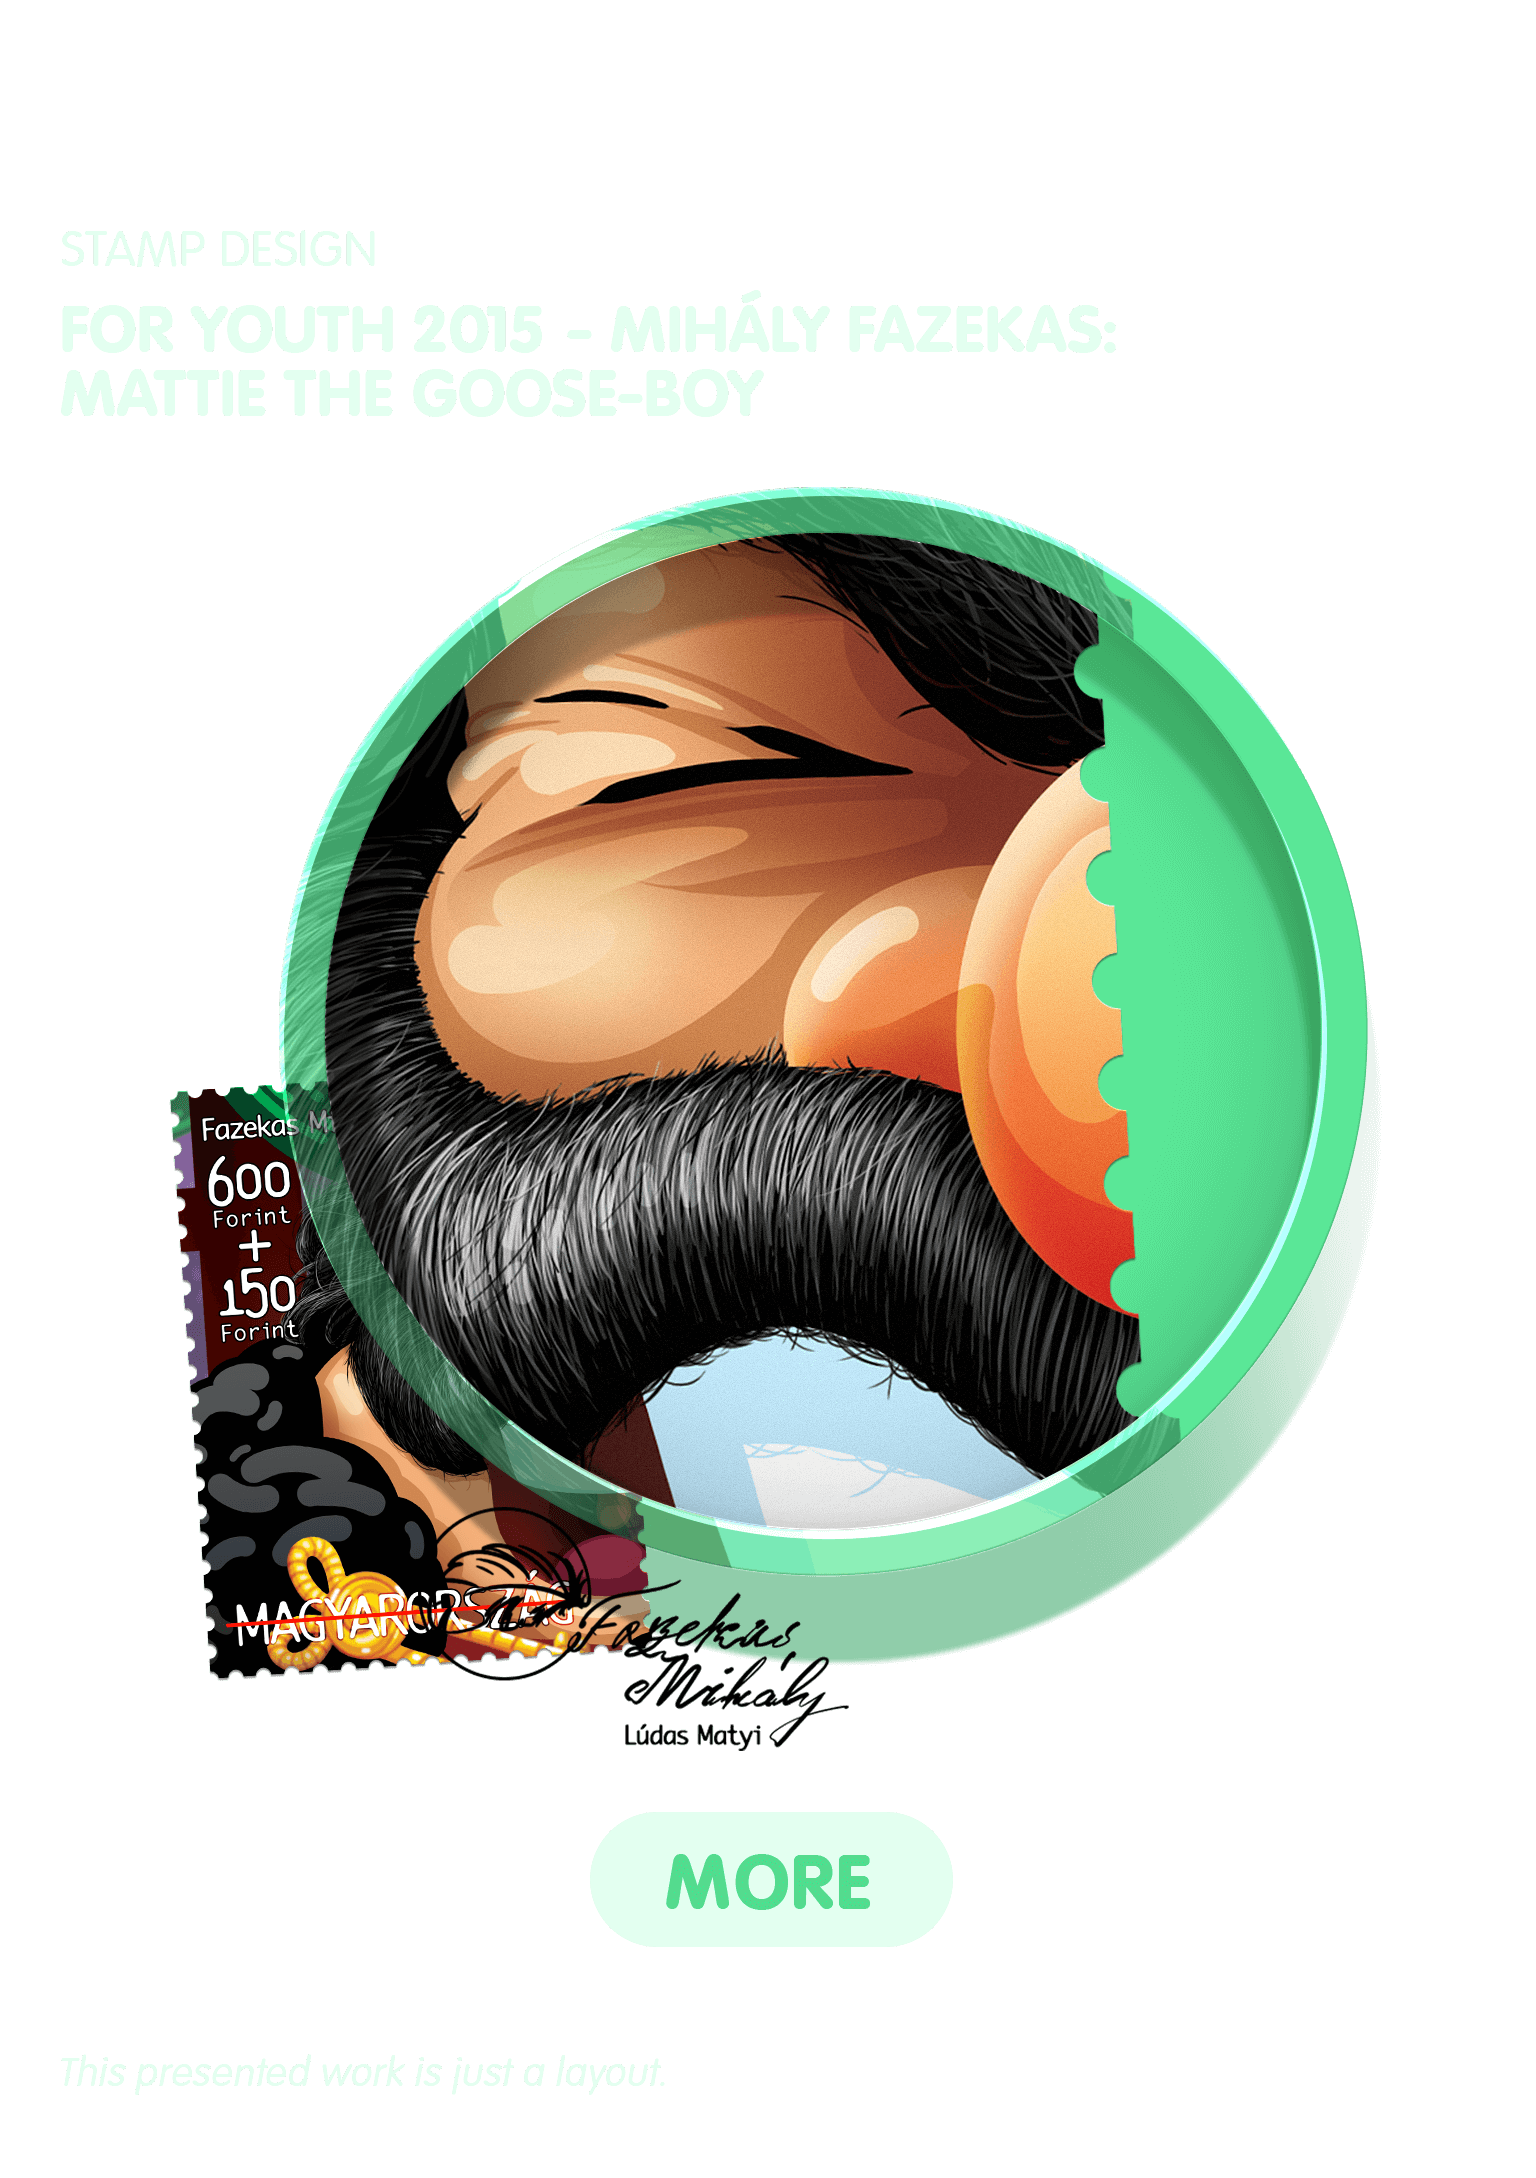 STAMP DESIGN
FOR YOUTH 2015 - MIHÁLY FAZEKAS:
MATTIE THE GOOSE-BOY
Fazekas Mi
600
Forint
+
150
Forint
MAGYARORSZÁG
Fazekas
Mihály
Lúdas Matyi
MORE
This presented work is just a layout.